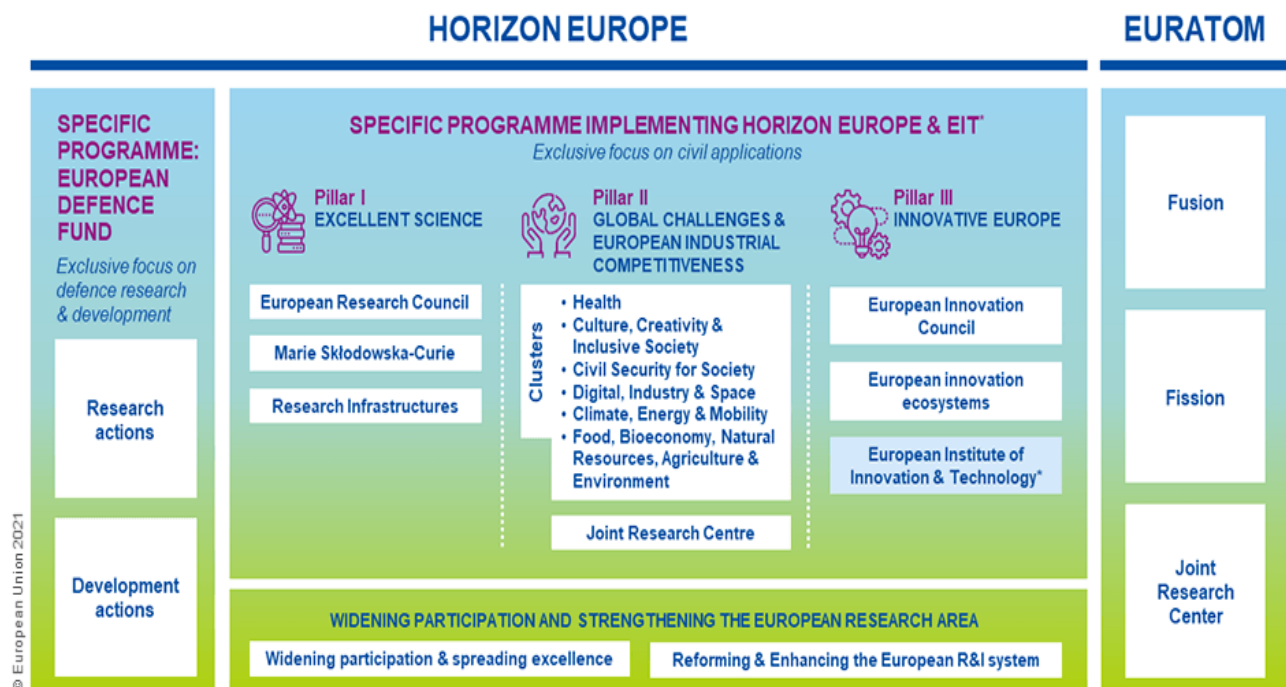 HORIZON EUROPE
EURATOM
SPECIFIC
PROGRAMME:
EUROPEAN
DEFENCE
FUND
Exclusive focus on
defence research
& development
Research
actions
Development
actions
SPECIFIC PROGRAMME IMPLEMENTING HORIZON EUROPE & EIT*
Exclusive focus on civil applications
Pillar I
EXCELLENT SCIENCE
European Research Council
Marie Skłodowska-Curie
Research Infrastructures
Pillar II
GLOBAL CHALLENGES &
EUROPEAN INDUSTRIAL
COMPETITIVENESS
Clusters
• Health
• Culture, Creativity &
Inclusive Society
• Civil Security for Society
• Digital, Industry & Space
• Climate, Energy & Mobility
• Food, Bioeconomy, Natural
Resources, Agriculture &
Environment
Joint Research Centre
Pillar III
INNOVATIVE EUROPE
European Innovation
Council
European innovation
ecosystems
European Institute of
Innovation & Technology*
WIDENING PARTICIPATION AND STRENGTHENING THE EUROPEAN RESEARCH AREA
Widening participation & spreading excellence
Reforming & Enhancing the European R&I system
Fusion
Fission
Joint
Research
Center
© European Union 2021